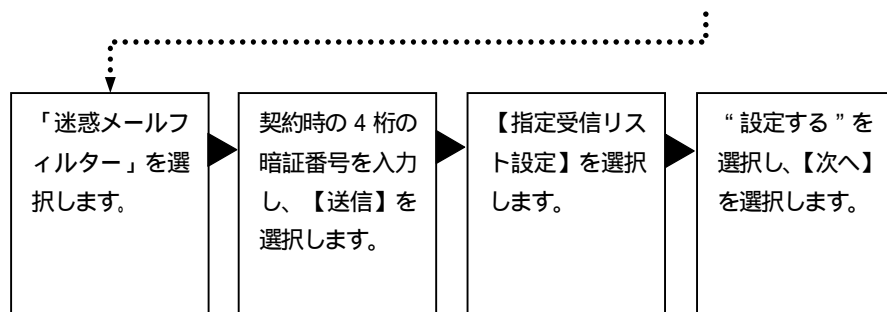 「迷惑メールフ
ィルター」を選
択します。
契約時の 4 桁の
暗証番号を入力
し、【送信】を
選択します。
【指定受信リス
ト設定】を選択
します。
“設定する”を
選択し、【次へ】
を選択します。